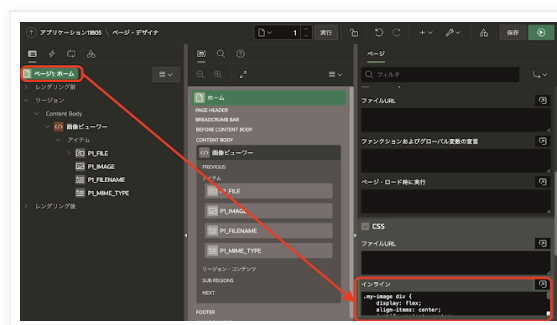 アプリケーション11805 \ ページ・デザイナ
1
実行
保存
ページ1: ホーム
レンダリング前
リージョン
Content Body
画像ビューワー
アイテム
P1_FILE
P1_IMAGE
P1_FILENAME
P1_MIME_TYPE
レンダリング後
ホーム
PAGE HEADER
BREADCRUMB BAR
BEFORE CONTENT BODY
CONTENT BODY
画像ビューワー
PREVIOUS
アイテム
P1_FILE
P1_IMAGE
P1_FILENAME
P1_MIME_TYPE
リージョン・コンテンツ
SUB REGIONS
NEXT
FOOTER
ページ
フィルタ
ファイルURL
ファンクションおよびグローバル変数の宣言
ページ・ロード時に実行
CSS
ファイルURL
インライン
.my-image div {
display: flex;
align-items: center;